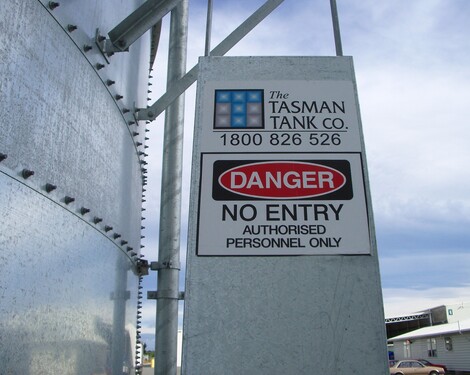 The
TASMAN
TANK CO.
1800 826 526
DANGER
NO ENTRY
AUTHORISED
PERSONNEL ONLY